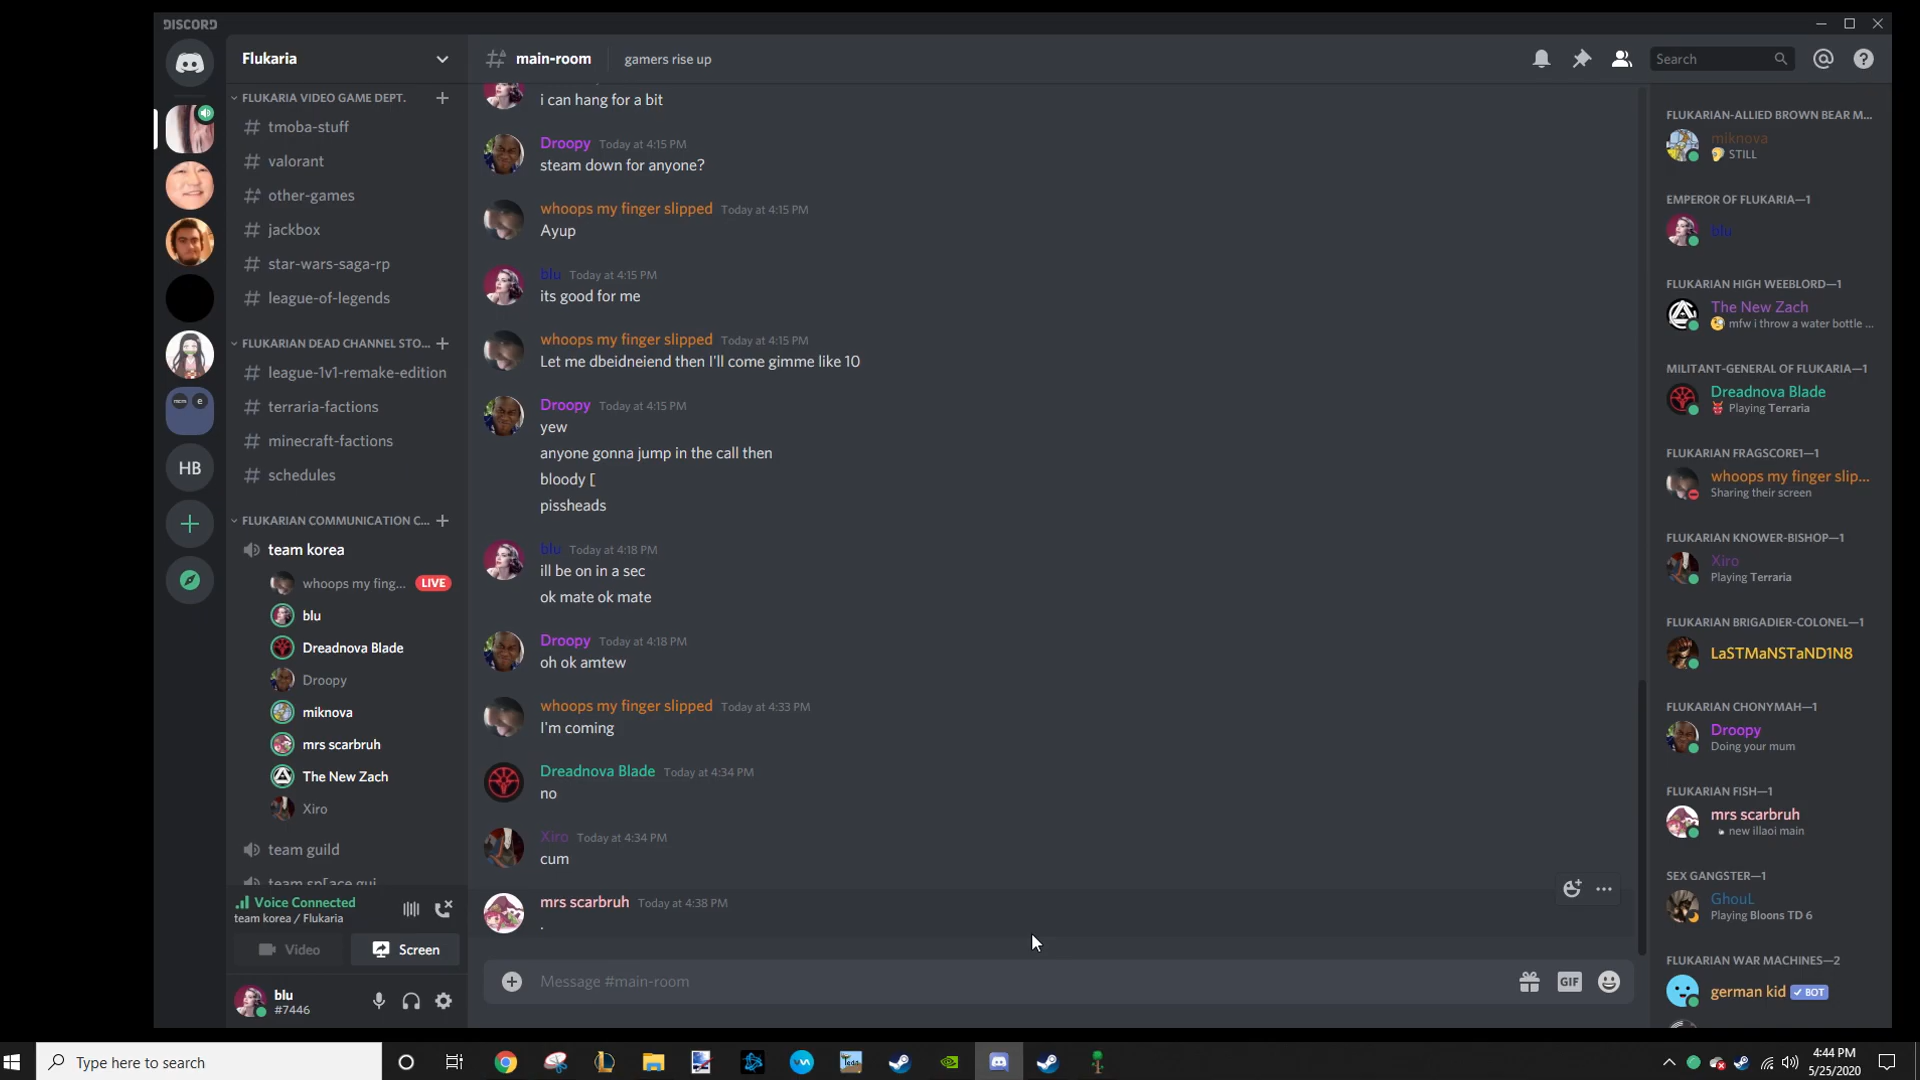 DISCORD
Flukaria
main-room
gamers rise up
Search
FLUKARIA VIDEO GAME DEPT.
tmoba-stuff
valorant
other-games
jackbox
star-wars-saga-rp
league-of-legends
FLUKARIAN DEAD CHANNEL STO...
league-1v1-remake-edition
terraria-factions
minecraft-factions
schedules
FLUKARIAN COMMUNICATION C...
team korea
whoops my fing... LIVE
blu
Dreadnova Blade
Droopy
miknova
mrs scarbruh
The New Zach
Xiro
team guild
HB
Voice Connected
team korea / Flukaria
Video
Screen
blu
#7446
i can hang for a bit
Droopy Today at 4:15 PM
steam down for anyone?
whoops my finger slipped Today at 4:15 PM
Ayup
blu Today at 4:15 PM
its good for me
whoops my finger slipped Today at 4:15 PM
Let me dbeidneiend then I'll come gimme like 10
Droopy Today at 4:15 PM
yew
anyone gonna jump in the call then
bloody [
pissheads
blu Today at 4:18 PM
ill be on in a sec
ok mate ok mate
Droopy Today at 4:18 PM
oh ok amtew
whoops my finger slipped Today at 4:33 PM
I'm coming
Dreadnova Blade Today at 4:34 PM
no
Xiro Today at 4:34 PM
cum
mrs scarbruh Today at 4:38 PM
.
Message #main-room
GIF
FLUKARIAN-ALLIED BROWN BEAR M...
miknova
STILL
EMPEROR OF FLUKARIA—1
blu
FLUKARIAN HIGH WEEBLORD—1
The New Zach
mfw i throw a water bottle ...
MILITANT-GENERAL OF FLUKARIA—1
Dreadnova Blade
Playing Terraria
FLUKARIAN FRAGSCORE1—1
whoops my finger slip...
Sharing their screen
FLUKARIAN KNOWER-BISHOP—1
Xiro
Playing Terraria
FLUKARIAN BRIGADIER-COLONEL—1
LaSTMaNSTaND1N8
FLUKARIAN CHONYMAH—1
Droopy
Doing your mum
FLUKARIAN FISH—1
mrs scarbruh
new illaoi main
SEX GANGSTER—1
GhouL
Playing Bloons TD 6
FLUKARIAN WAR MACHINES—2
german kid BOT
Type here to search
4:44 PM
5/25/2020